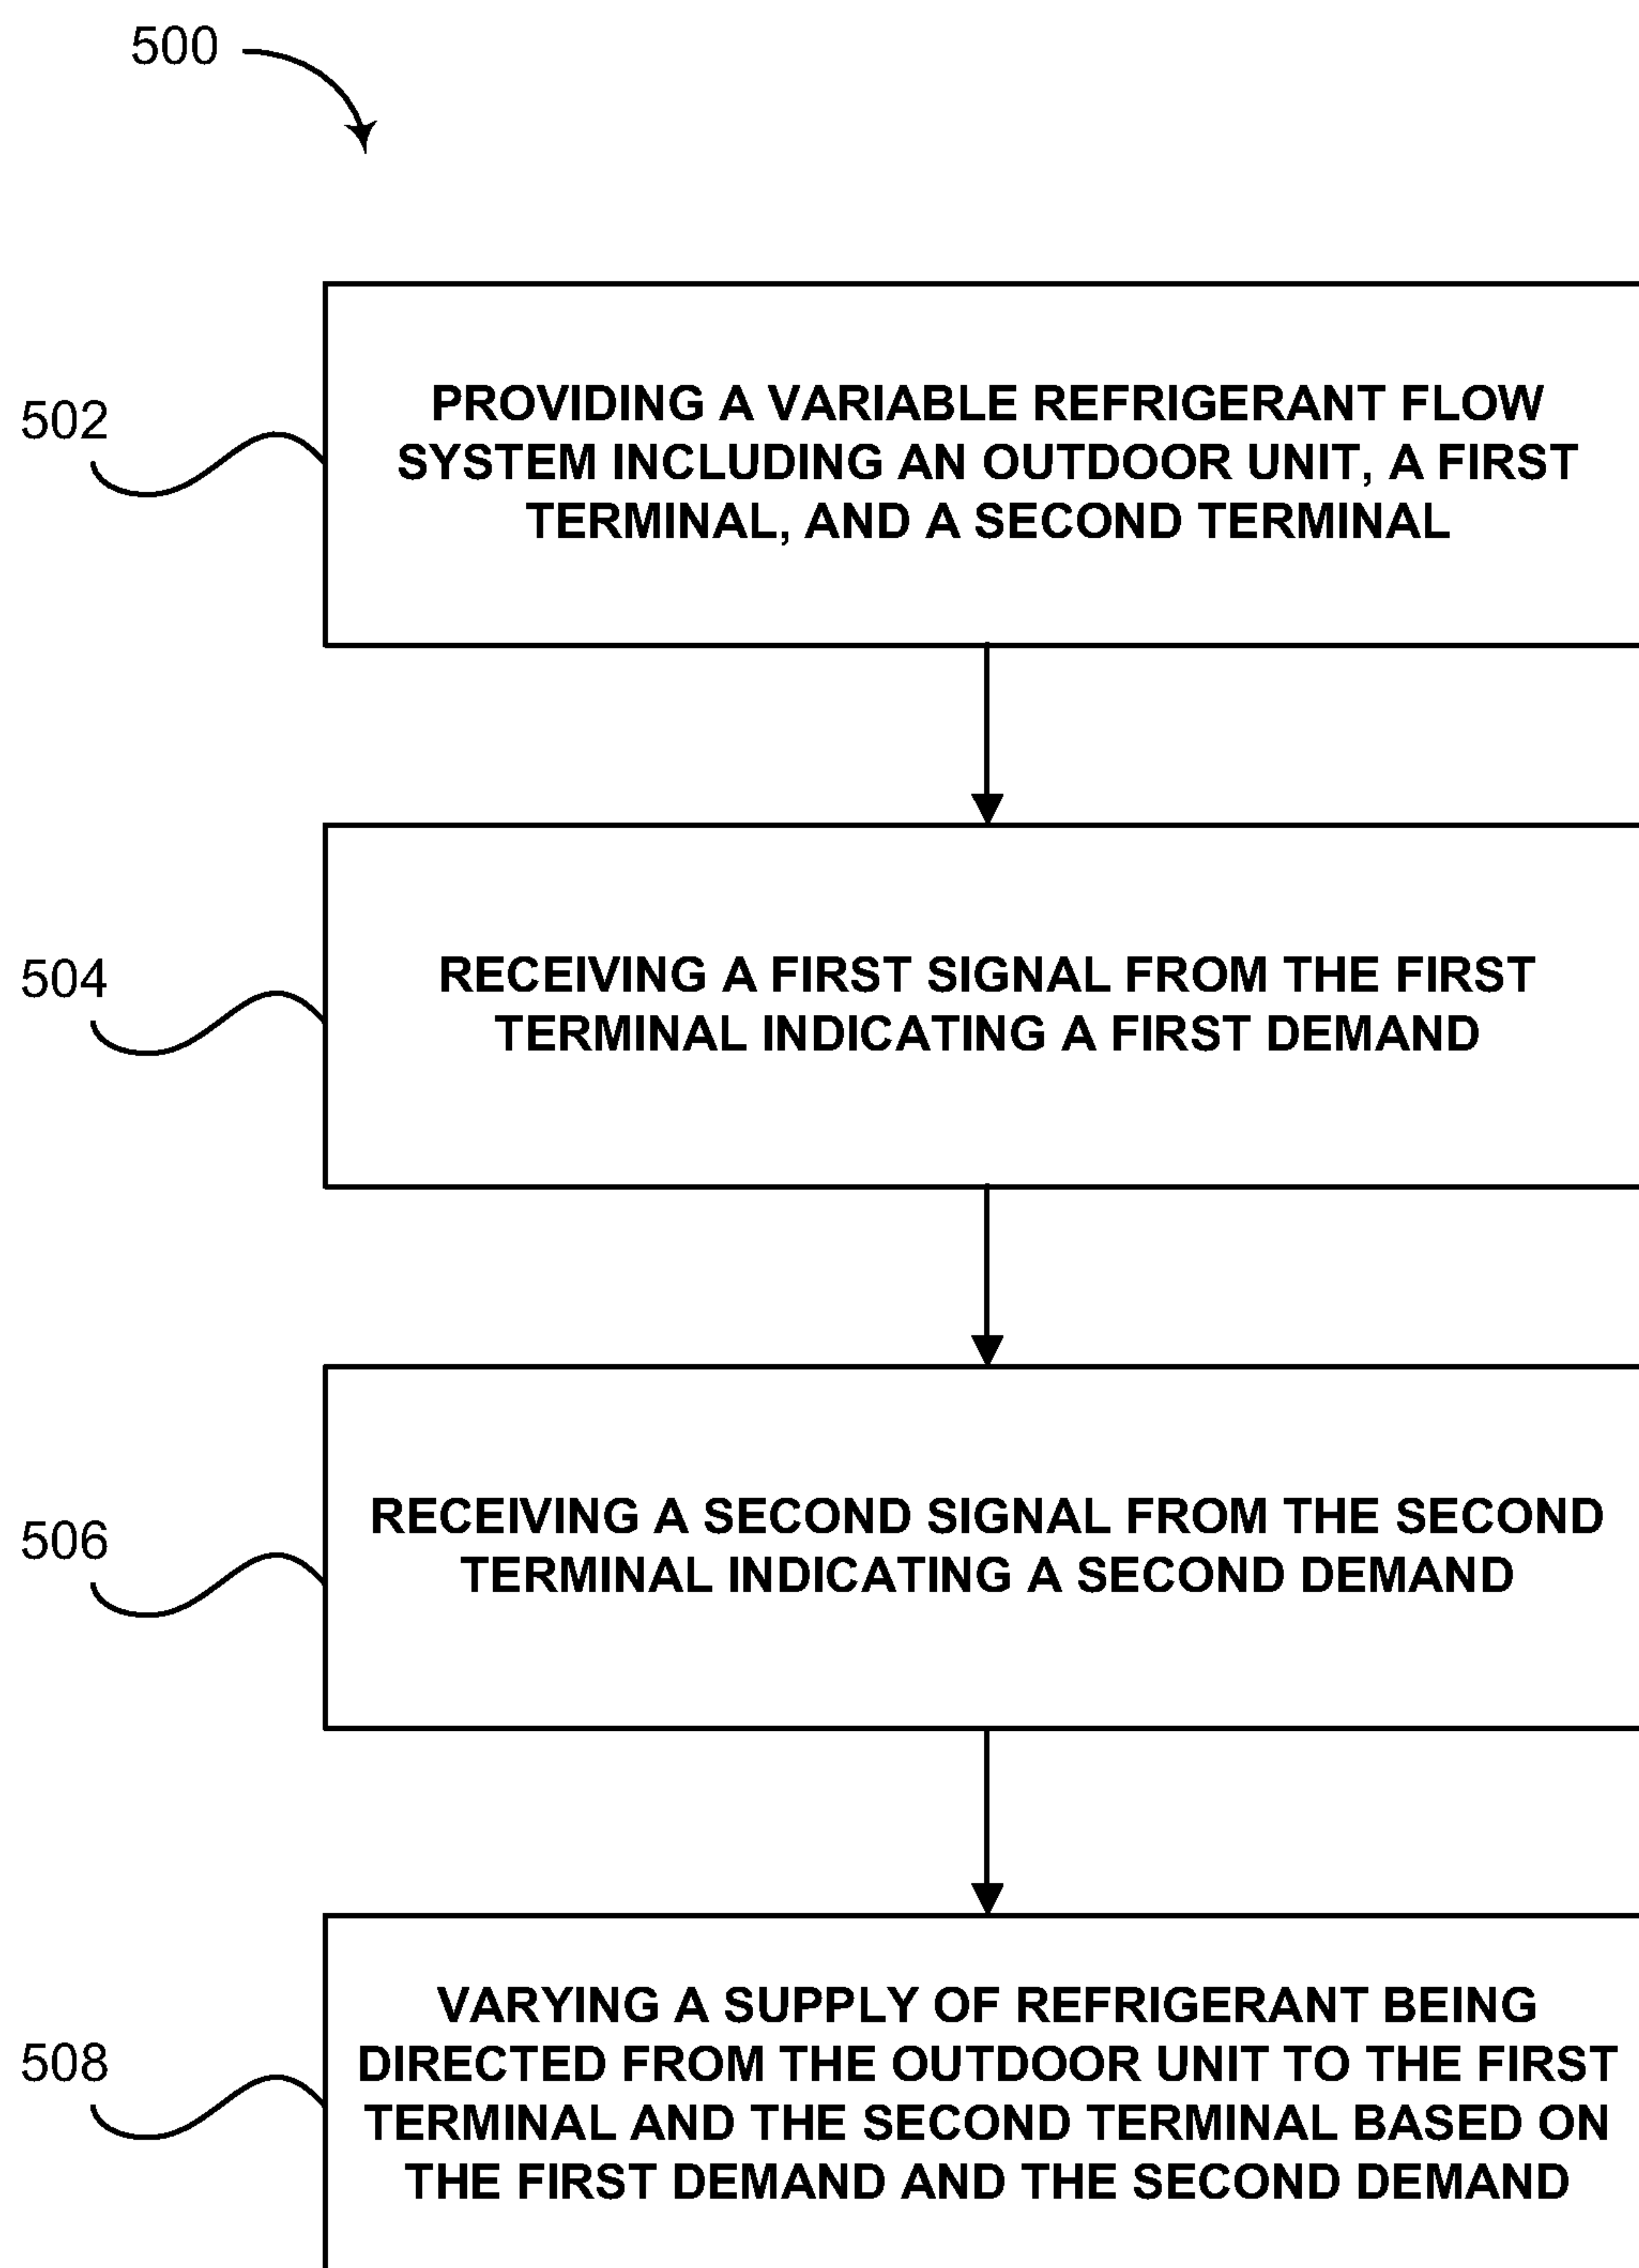 500
502
PROVIDING A VARIABLE REFRIGERANT FLOW
SYSTEM INCLUDING AN OUTDOOR UNIT, A FIRST
TERMINAL, AND A SECOND TERMINAL
504
RECEIVING A FIRST SIGNAL FROM THE FIRST
TERMINAL INDICATING A FIRST DEMAND
506
RECEIVING A SECOND SIGNAL FROM THE SECOND
TERMINAL INDICATING A SECOND DEMAND
508
VARYING A SUPPLY OF REFRIGERANT BEING
DIRECTED FROM THE OUTDOOR UNIT TO THE FIRST
TERMINAL AND THE SECOND TERMINAL BASED ON
THE FIRST DEMAND AND THE SECOND DEMAND